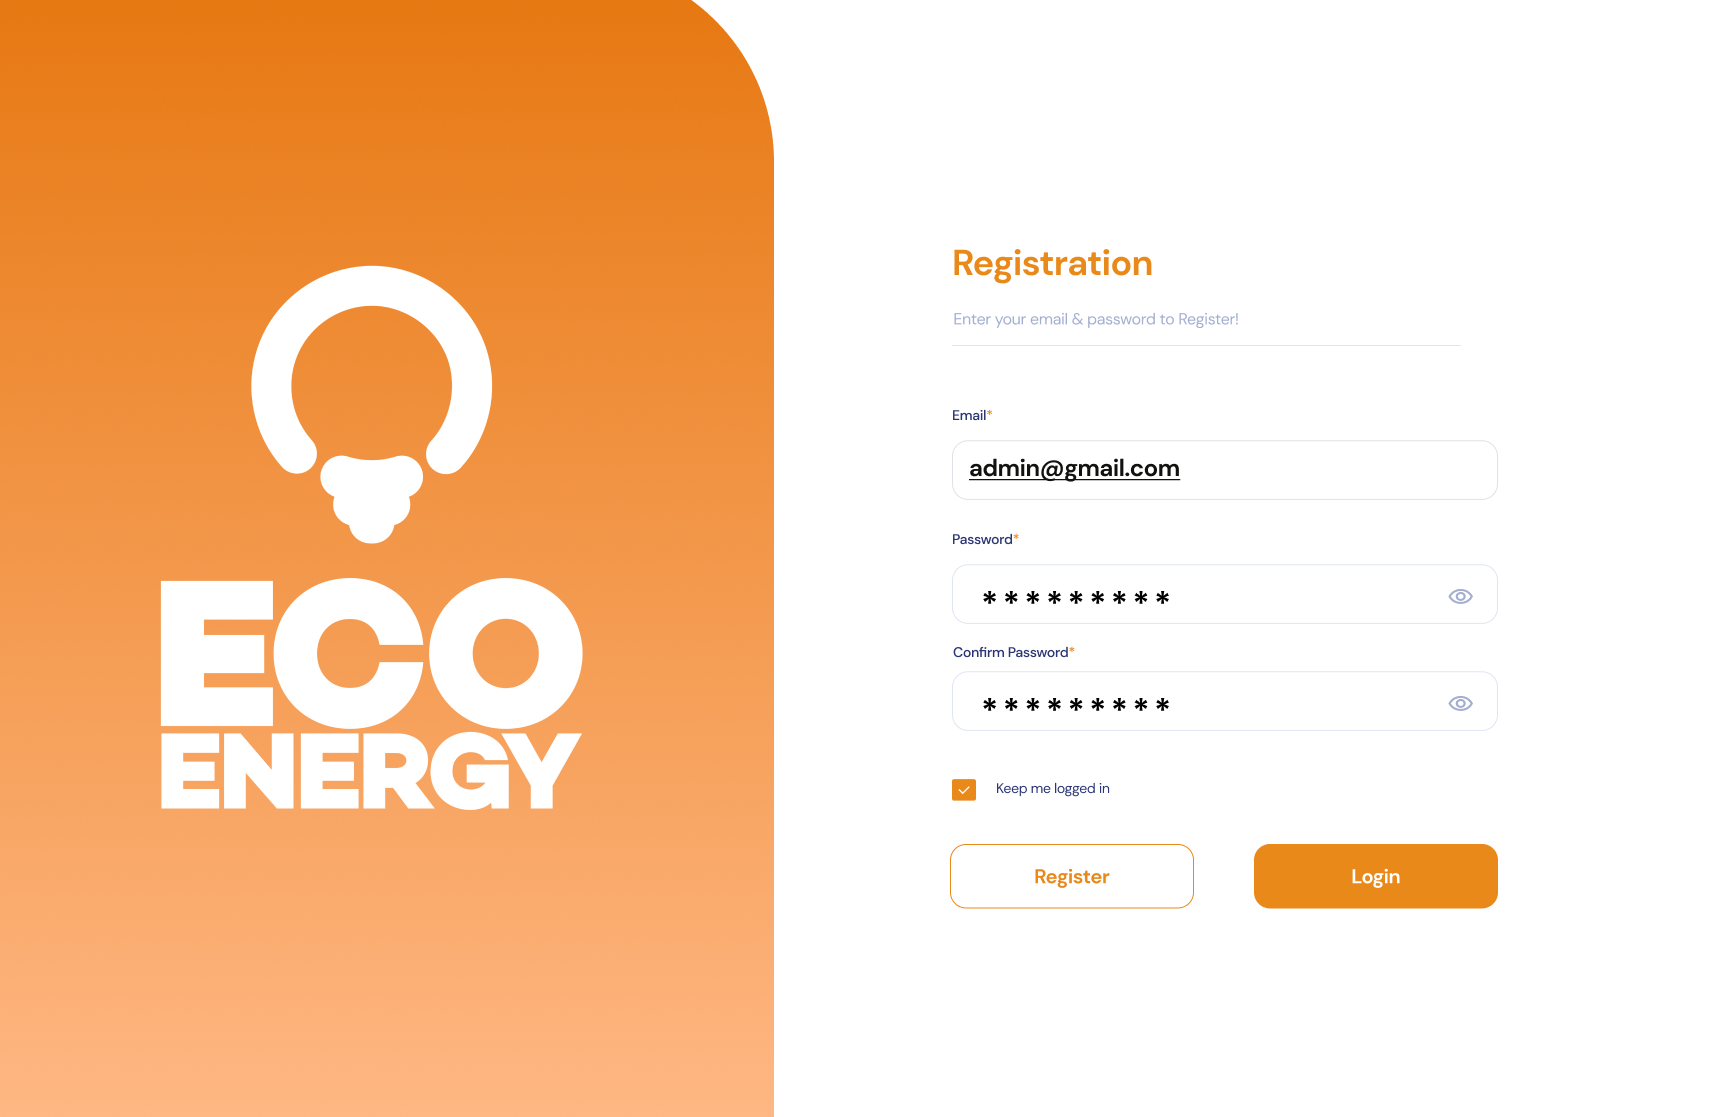 ECO
ENERGY
Registration
Enter your email & password to Register!
Email*
admin@gmail.com
Password*
*********
Confirm Password*
*********
Keep me logged in
Register
Login